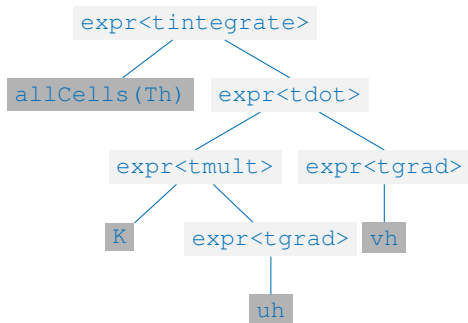 expr<tintegrate>
allCells(Th) expr<tdot>
expr<tmult> expr<tgrad>
K expr<tgrad> vh
uh